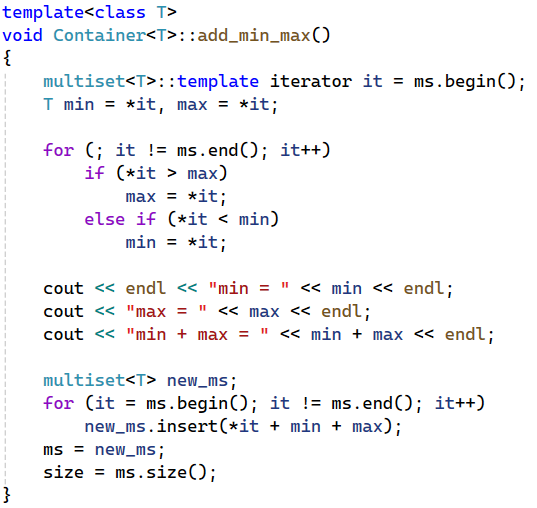 template<class T>
void Container<T>::add_min_max()
{
    multiset<T>::template iterator it = ms.begin();
    T min = *it, max = *it;

    for (; it != ms.end(); it++)
        if (*it > max)
            max = *it;
        else if (*it < min)
            min = *it;

    cout << endl << "min = " << min << endl;
    cout << "max = " << max << endl;
    cout << "min + max = " << min + max << endl;

    multiset<T> new_ms;
    for (it = ms.begin(); it != ms.end(); it++)
        new_ms.insert(*it + min + max);
    ms = new_ms;
    size = ms.size();
}